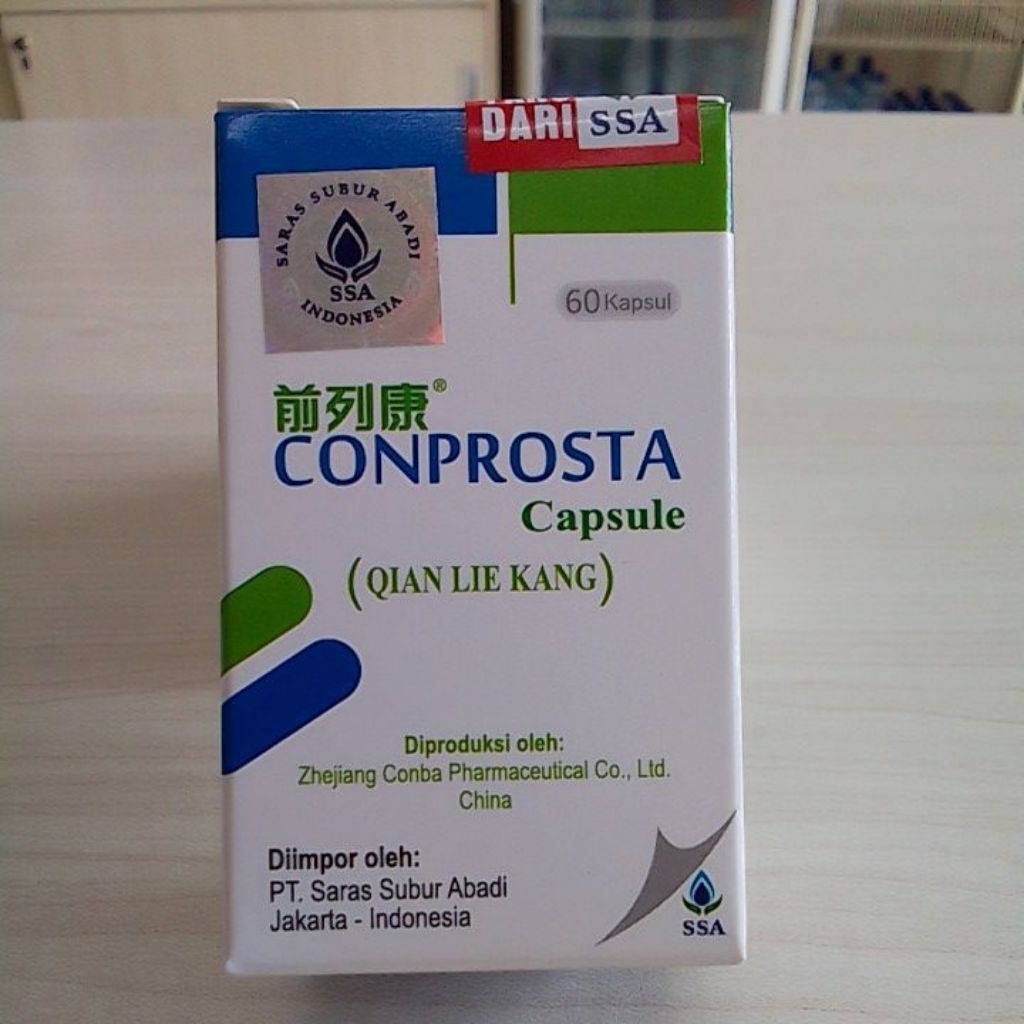 DARI SSA
SARAS SUBUR ABADI
SSA
INDONESIA
60 Kapsul
前列康®
CONPROSTA
Capsule
(QIAN LIE KANG)
Diproduksi oleh:
Zhejiang Conba Pharmaceutical Co., Ltd.
China
Diimpor oleh:
PT. Saras Subur Abadi
Jakarta - Indonesia
SSA